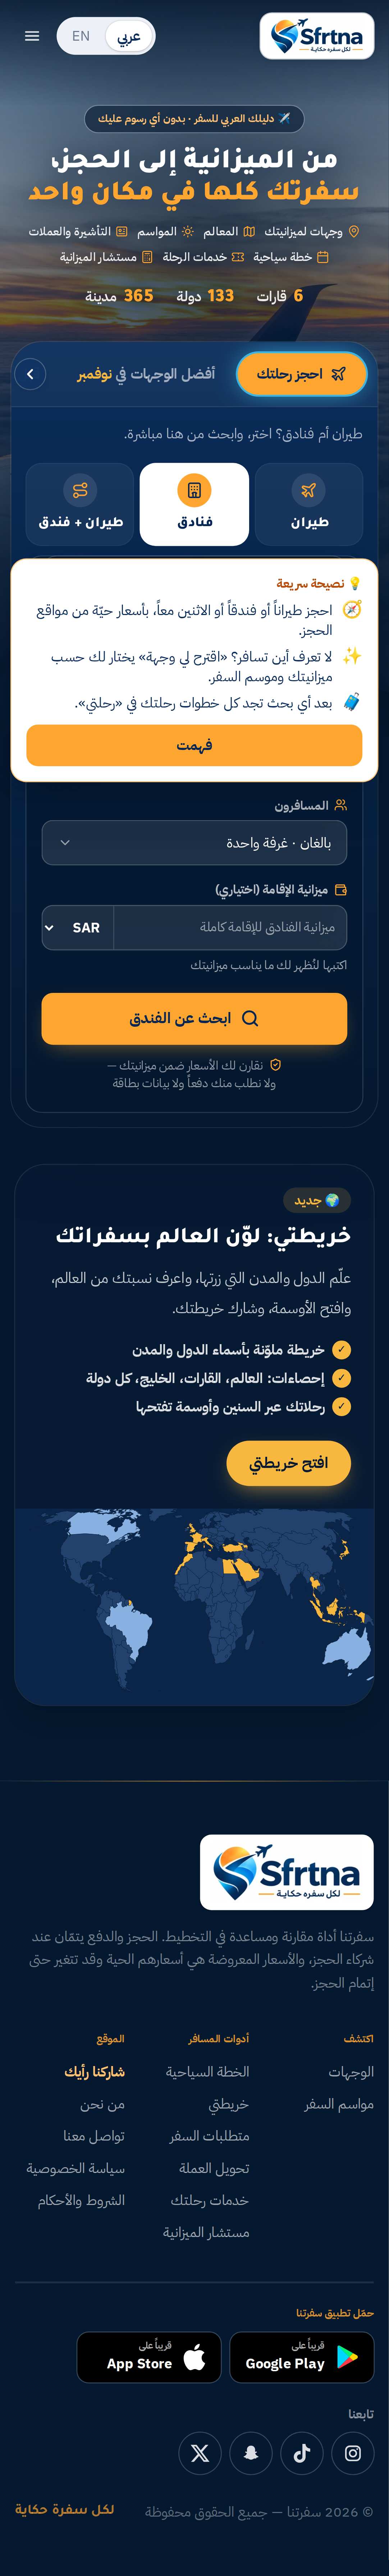 Sfrtna
لكل سفره حكاية
عربي
EN
دليلك العربي للسفر · بدون أي رسوم عليك
من الميزانية إلى الحجز،
سفرتك كلها في مكان واحد
وجهات لميزانيتك المعالم المواسم التأشيرة والعملات
خطة سياحية خدمات الرحلة مستشار الميزانية
6 قارات 133 دولة 365 مدينة
احجز رحلتك
أفضل الوجهات في نوفمبر
طيران أم فنادق؟ اختر، وابحث من هنا مباشرة.
طيران
فنادق
طيران + فندق
نصيحة سريعة
احجز طيراناً أو فندقاً أو الاثنين معاً، بأسعار حيّة من مواقع
الحجز.
لا تعرف أين تسافر؟ «اقترح لي وجهة» يختار لك حسب
ميزانيتك وموسم السفر.
بعد أي بحث تجد كل خطوات رحلتك في «رحلتي».
فهمت
المسافرون
بالغان · غرفة واحدة
ميزانية الإقامة (اختياري)
ميزانية الفنادق للإقامة كاملة
SAR
اكتبها لنُظهر لك ما يناسب ميزانيتك
ابحث عن الفندق
نقارن لك الأسعار ضمن ميزانيتك —
ولا نطلب منك دفعاً ولا بيانات بطاقة
جديد
خريطتي: لوّن العالم بسفراتك
علّم الدول والمدن التي زرتها، واعرف نسبتك من العالم،
وافتح الأوسمة، وشارك خريطتك.
✓ خريطة ملوّنة بأسماء الدول والمدن
✓ إحصاءات: العالم، القارات، الخليج، كل دولة
✓ رحلاتك عبر السنين وأوسمة تفتحها
افتح خريطتي
Sfrtna
لكل سفره حكاية
سفرتنا أداة مقارنة ومساعدة في التخطيط. الحجز والدفع يتمّان عند
شركاء الحجز، والأسعار المعروضة هي أسعارهم الحية وقد تتغير حتى
إتمام الحجز.
اكتشف
الوجهات
مواسم السفر
أدوات المسافر
الخطة السياحية
خريطتي
متطلبات السفر
تحويل العملة
خدمات رحلتك
مستشار الميزانية
الموقع
شاركنا رأيك
من نحن
تواصل معنا
سياسة الخصوصية
الشروط والأحكام
حمّل تطبيق سفرتنا
قريباً على
Google Play
قريباً على
App Store
تابعنا
© 2026 سفرتنا — جميع الحقوق محفوظة
لكل سفرة حكاية